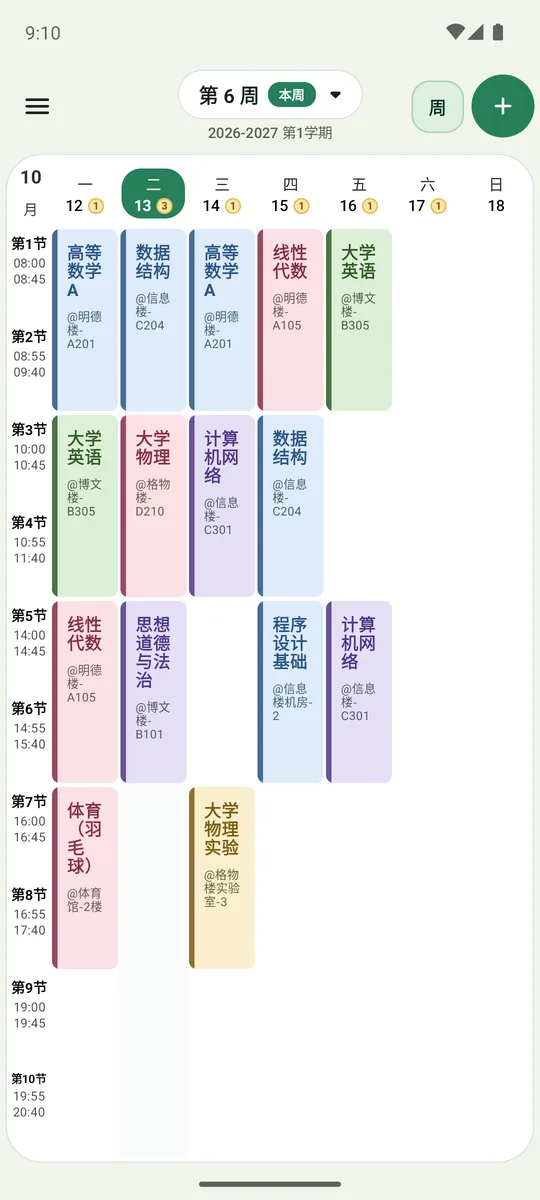 9:10
第 6 周 本周
周
2026-2027 第1学期
10
月
一
12 1
二
13 3
三
14 1
四
15 1
五
16 1
六
17 1
日
18
第1节
08:00
08:45
第2节
08:55
09:40
高等
数学
A
@明德
楼-
A201
数据
结构
@信息
楼-
C204
高等
数学
A
@明德
楼-
A201
线性
代数
@明德
楼-
A105
大学
英语
@博文
楼-
B305
第3节
10:00
10:45
第4节
10:55
11:40
大学
英语
@博文
楼-
B305
大学
物理
@格物
楼-
D210
计算
机网
络
@信息
楼-
C301
数据
结构
@信息
楼-
C204
第5节
14:00
14:45
第6节
14:55
15:40
线性
代数
@明德
楼-
A105
思想
道德
与法
治
@博文
楼-
B101
程序
设计
基础
@信息
楼机房-
2
计算
机网
络
@信息
楼-
C301
第7节
16:00
16:45
第8节
16:55
17:40
体育
（羽
毛
球）
@体育
馆-2楼
大学
物理
实验
@格物
楼实验
室-3
第9节
19:00
19:45
第10节
19:55
20:40